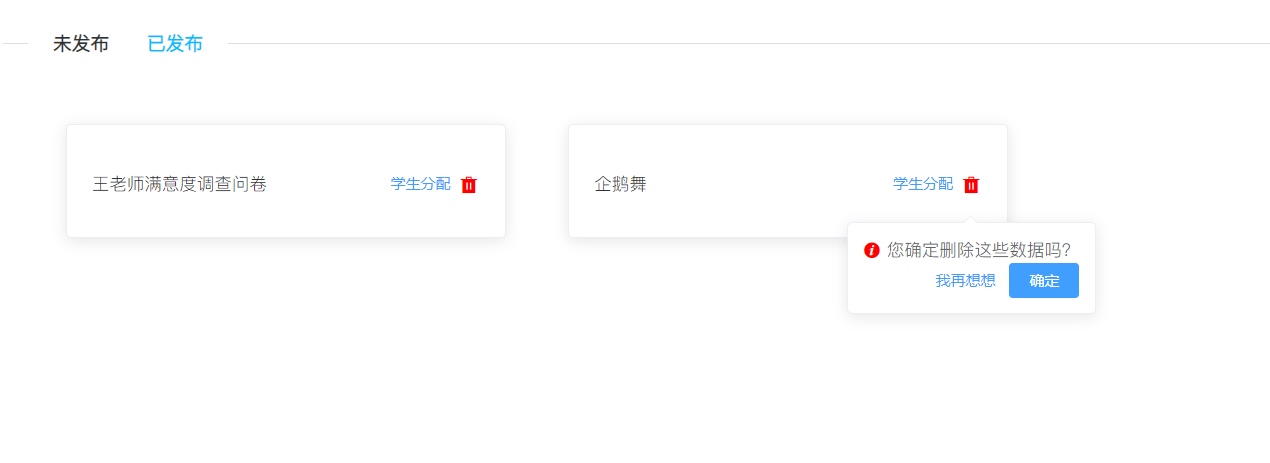 未发布 已发布
王老师满意度调查问卷 学生分配 企鹅舞 学生分配
您确定删除这些数据吗?
我再想想 确定